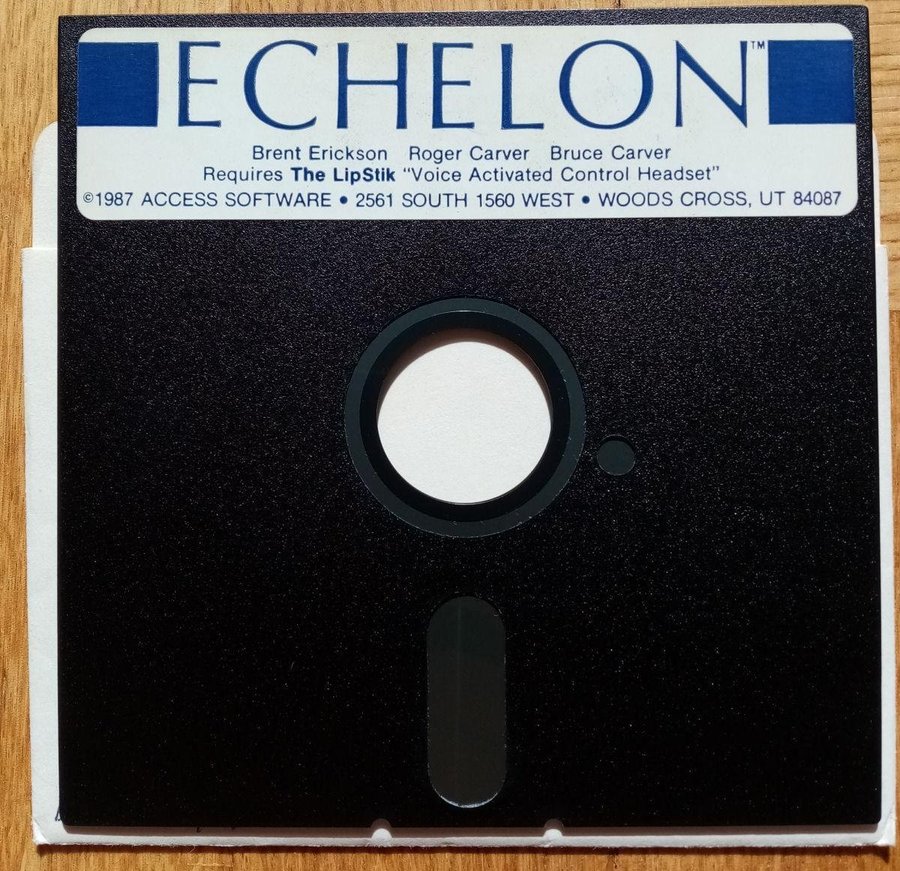 ECHELON™
Brent Erickson Roger Carver Bruce Carver
Requires The LipStik “Voice Activated Control Headset”
©1987 ACCESS SOFTWARE • 2561 SOUTH 1560 WEST • WOODS CROSS, UT 84087